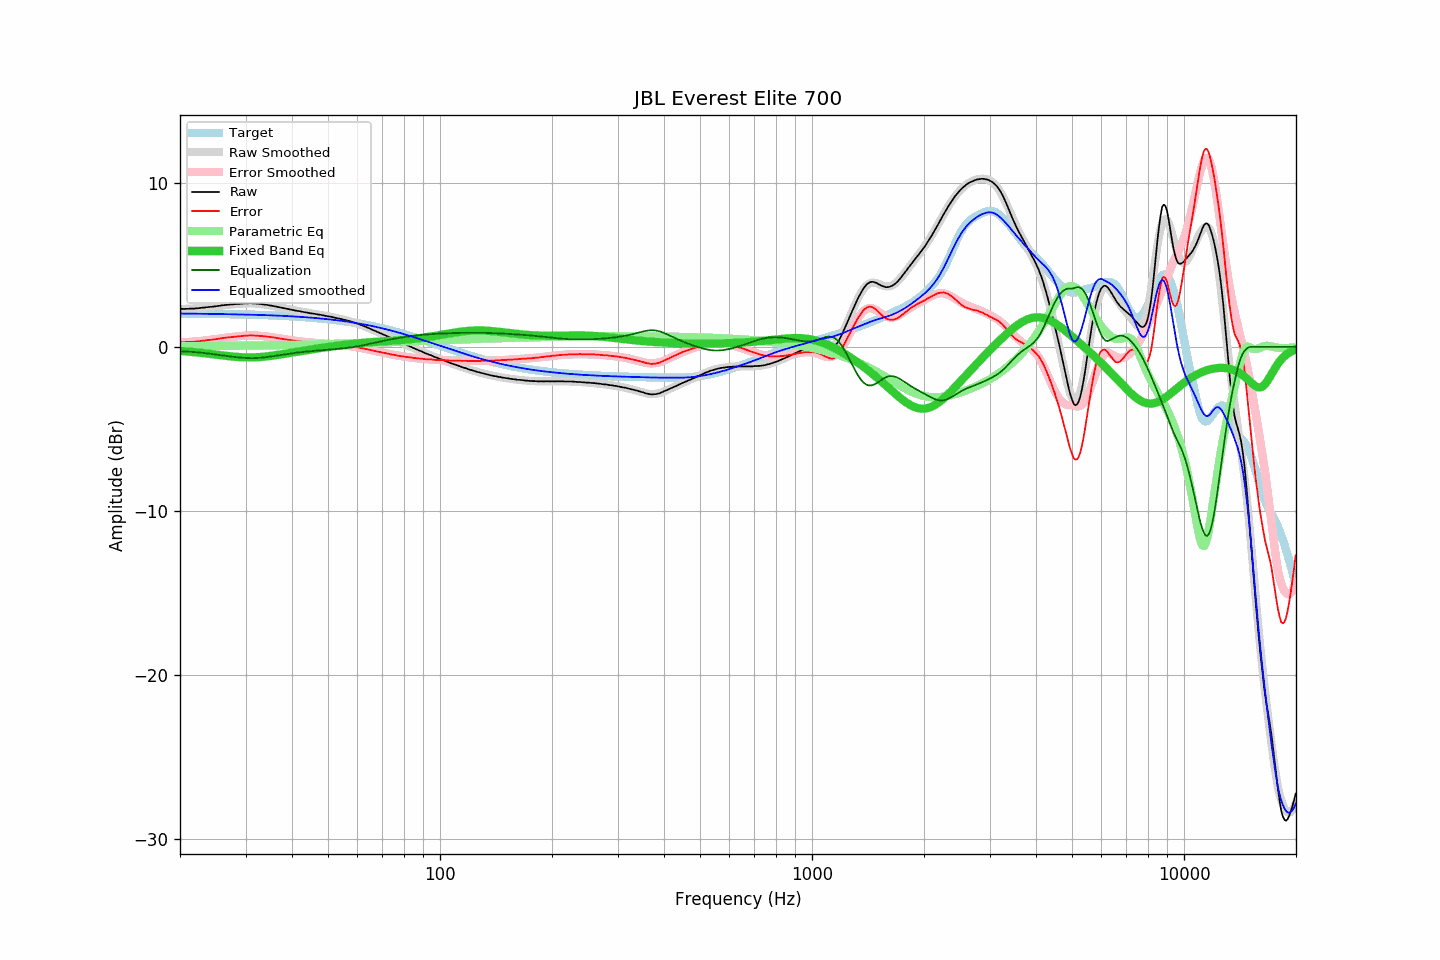 JBL Everest Elite 700
Target
Raw Smoothed
Error Smoothed
Raw
Error
Parametric Eq
Fixed Band Eq
Equalization
Equalized smoothed
10
0
−10
−20
−30
Amplitude (dBr)
100
1000
10000
Frequency (Hz)